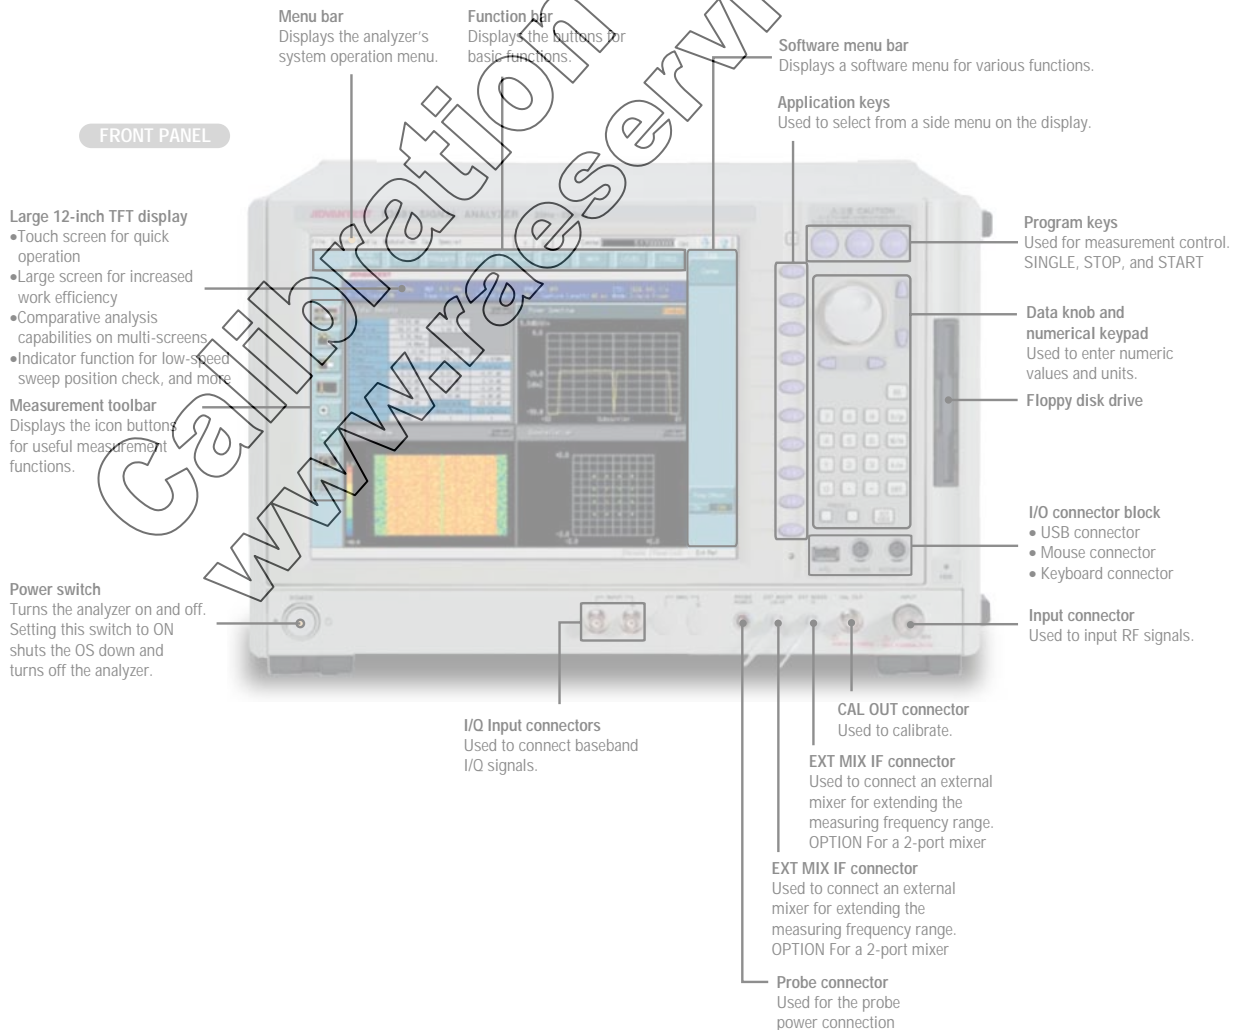 Menu bar
Displays the analyzer's
system operation menu.
Function bar
Displays the buttons for
basic functions.
Software menu bar
Displays a software menu for various functions.
Application keys
Used to select from a side menu on the display.
FRONT PANEL
Large 12-inch TFT display
•Touch screen for quick
operation
•Large screen for increased
work efficiency
•Comparative analysis
capabilities on multi-screens
•Indicator function for low-speed
sweep position check, and more
Measurement toolbar
Displays the icon buttons
for useful measurement
functions.
Power switch
Turns the analyzer on and off.
Setting this switch to ON
shuts the OS down and
turns off the analyzer.
ADVANTEST
SIGNAL ANALYZER
CAUTION
Program keys
Used for measurement control.
SINGLE, STOP, and START
Data knob and
numerical keypad
Used to enter numeric
values and units.
Floppy disk drive
I/O connector block
• USB connector
• Mouse connector
• Keyboard connector
Input connector
Used to input RF signals.
POWER
INPUT
I/Q Input connectors
Used to connect baseband
I/Q signals.
CAL OUT connector
Used to calibrate.
EXT MIX IF connector
Used to connect an external
mixer for extending the
measuring frequency range.
OPTION For a 2-port mixer
EXT MIX IF connector
Used to connect an external
mixer for extending the
measuring frequency range.
OPTION For a 2-port mixer
Probe connector
Used for the probe
power connection
Calibration
www.raeservi